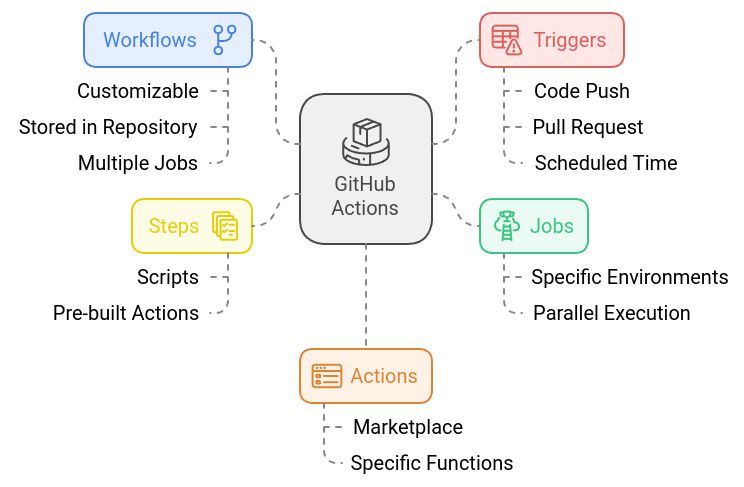 Workflows
Customizable
Stored in Repository
Multiple Jobs
Triggers
Code Push
Pull Request
Scheduled Time
GitHub
Actions
Steps
Scripts
Pre-built Actions
Jobs
Specific Environments
Parallel Execution
Actions
Marketplace
Specific Functions